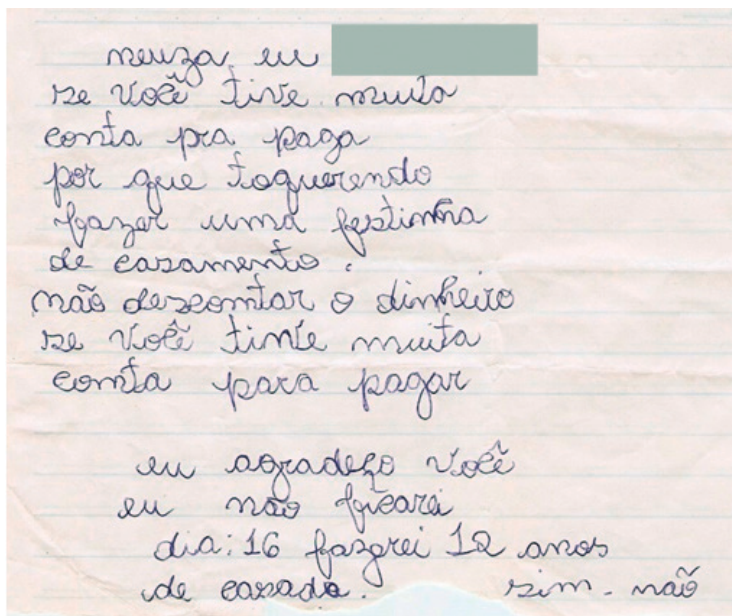 neuza eu
se você tive muita
conta pra paga
por que toquerendo
fazer uma festinha
de casamento.
não descontar o dinheiro
se você tinte muita
conta para pagar
eu agradeço você
eu não ficarei
dia: 16 fazerei 12 anos
de casada. sim - não